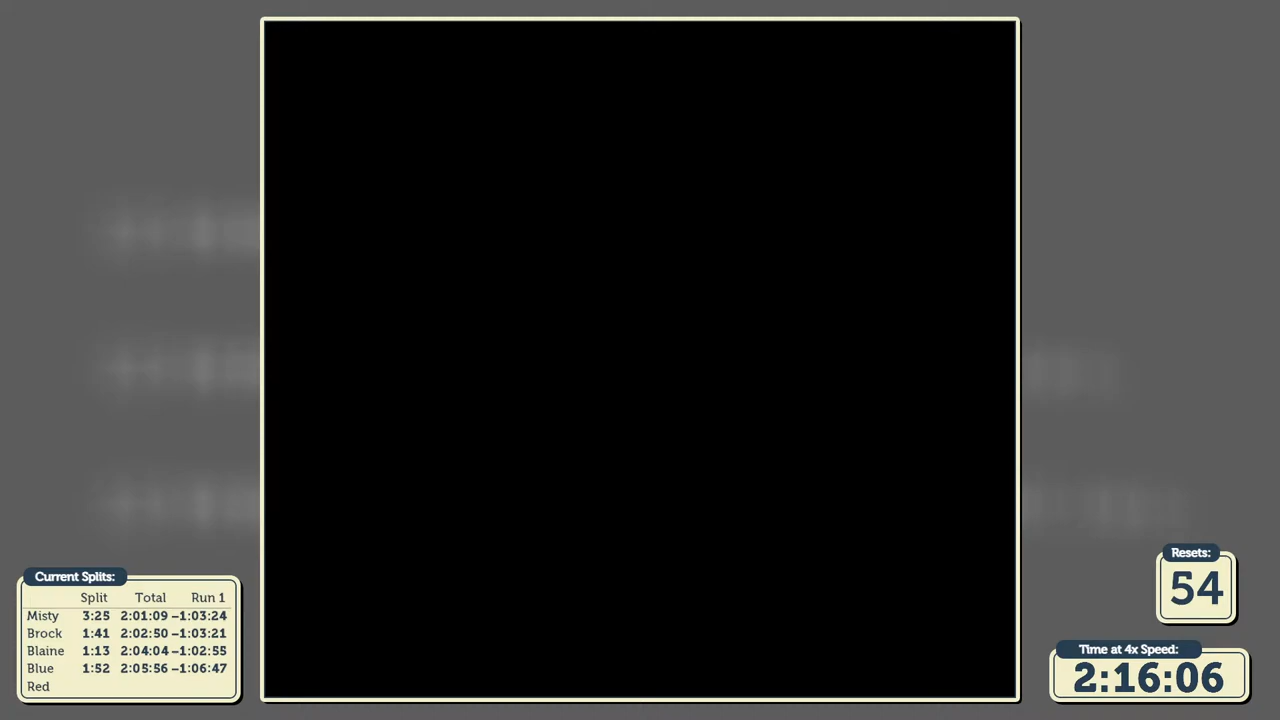 Current Splits:
Split Total Run 1
Misty 3:25 2:01:09 −1:03:24
Brock 1:41 2:02:50 −1:03:21
Blaine 1:13 2:04:04 −1:02:55
Blue 1:52 2:05:56 −1:06:47
Red
Resets:
54
Time at 4x Speed:
2:16:06